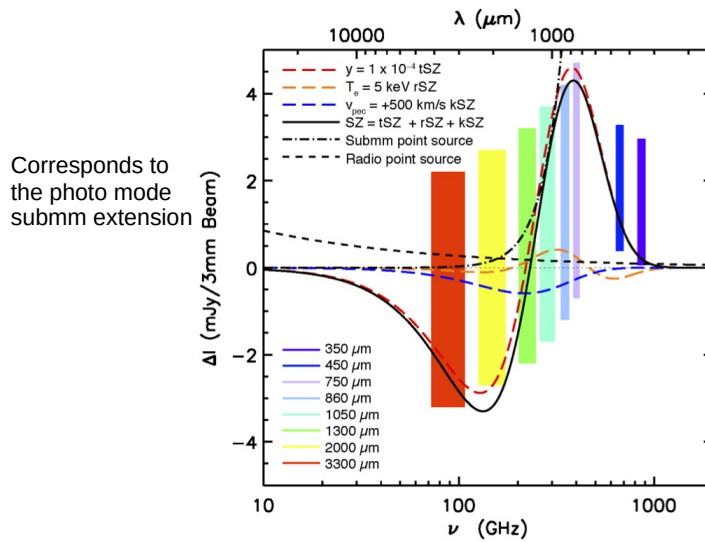 Corresponds to
the photo mode
submm extension
λ (μm)
10000 1000
y = 1 x 10⁻⁴ tSZ
Tₑ = 5 keV rSZ
vₚₑc = +500 km/s kSZ
SZ = tSZ + rSZ + kSZ
Submm point source
Radio point source
ΔI (mJy/3mm Beam)
4
2
0
-2
-4
350 μm
450 μm
750 μm
860 μm
1050 μm
1300 μm
2000 μm
3300 μm
10 100 1000
ν (GHz)